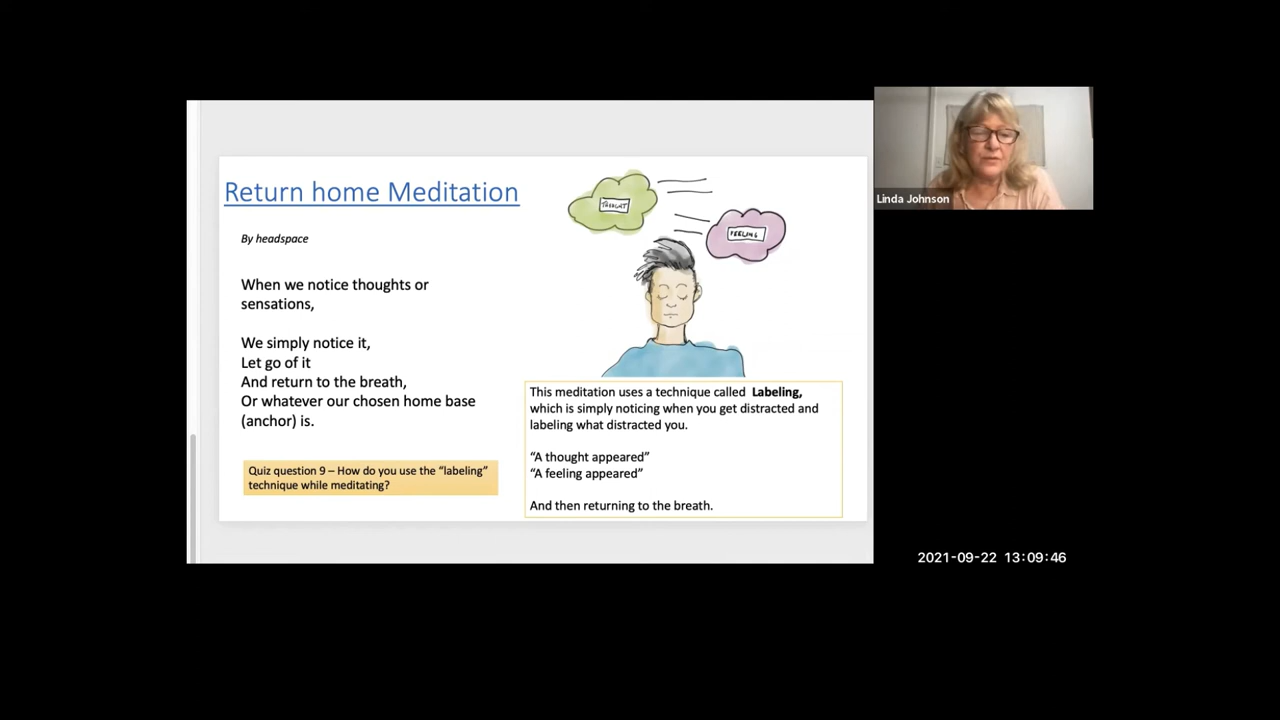 Return home Meditation
By headspace
When we notice thoughts or
sensations,
We simply notice it,
Let go of it
And return to the breath,
Or whatever our chosen home base
(anchor) is.
Quiz question 9 – How do you use the “labeling”
technique while meditating?
THOUGHT
FEELING
This meditation uses a technique called Labeling,
which is simply noticing when you get distracted and
labeling what distracted you.
“A thought appeared”
“A feeling appeared”
And then returning to the breath.
Linda Johnson
2021-09-22 13:09:46